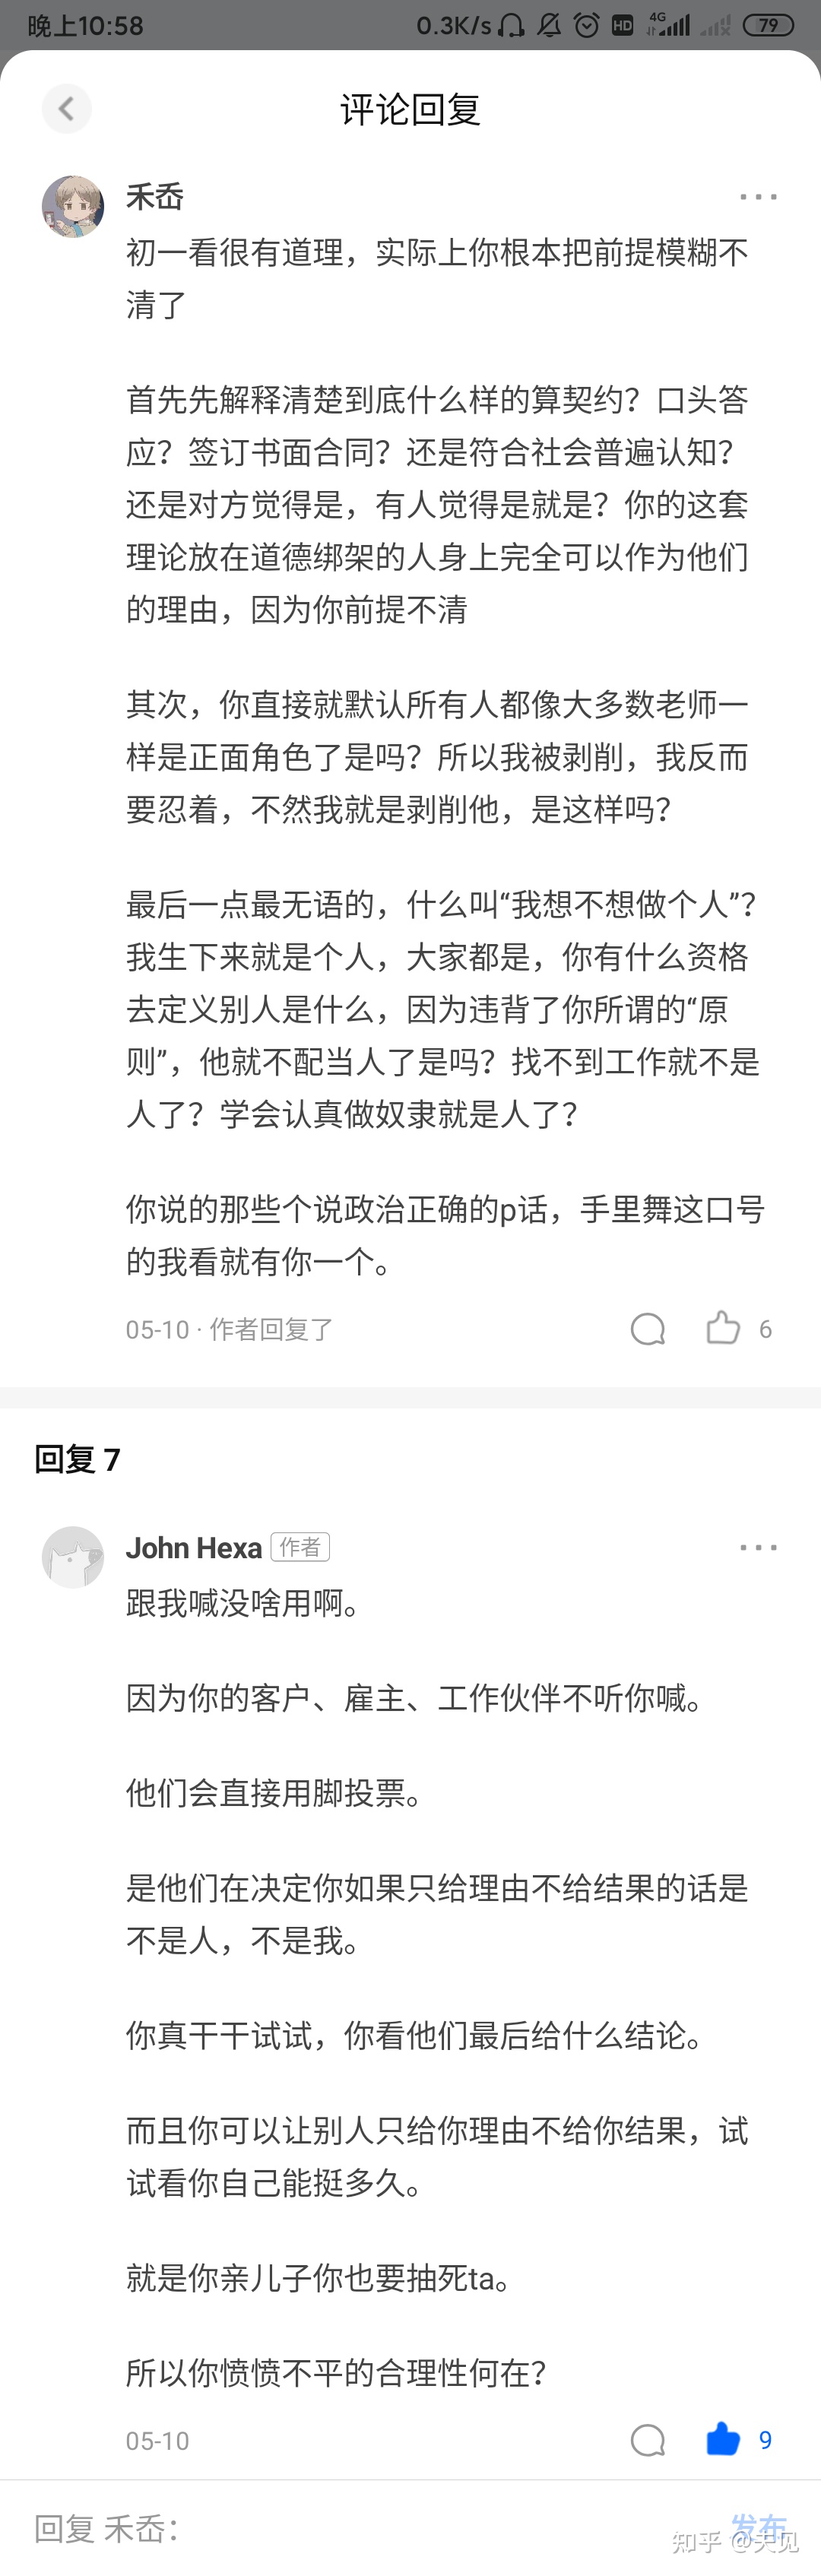 晚上10:58
0.3K/s
HD
4G
79
评论回复
禾岙
初一看很有道理，实际上你根本把前提模糊不
清了
首先先解释清楚到底什么样的算契约？口头答
应？签订书面合同？还是符合社会普遍认知？
还是对方觉得是，有人觉得是就是？你的这套
理论放在道德绑架的人身上完全可以作为他们
的理由，因为你前提不清
其次，你直接就默认所有人都像大多数老师一
样是正面角色了是吗？所以我被剥削，我反而
要忍着，不然我就是剥削他，是这样吗？
最后一点最无语的，什么叫“我想不想做个人”？
我生下来就是个人，大家都是，你有什么资格
去定义别人是什么，因为违背了你所谓的“原
则”，他就不配当人了是吗？找不到工作就不是
人了？学会认真做奴隶就是人了？
你说的那些个说政治正确的p话，手里舞这口号
的我看就有你一个。
05-10 · 作者回复了
6
回复 7
John Hexa 作者
跟我喊没啥用啊。
因为你的客户、雇主、工作伙伴不听你喊。
他们会直接用脚投票。
是他们在决定你如果只给理由不给结果的话是
不是人，不是我。
你真干干试试，你看他们最后给什么结论。
而且你可以让别人只给你理由不给你结果，试
试看你自己能挺多久。
就是你亲儿子你也要抽死ta。
所以你愤愤不平的合理性何在？
05-10
9
回复 禾岙：
发布
知乎 @天见